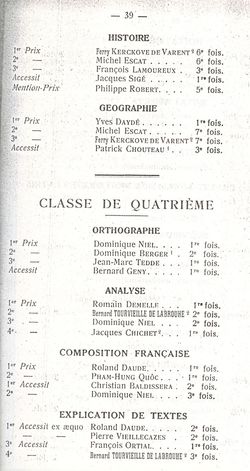 — 39 —
HISTOIRE
1er Prix Ferry KERCKOVE DE VARENT 6e fois.
2e — Michel ESCAT . . . . 6e fois.
3e — François LAMOUREUX . . 3e fois.
Accessit Jacques SIGÉ . . . . 1re fois.
Mention-Prix Philippe ROBERT. . . . 5e fois.
GEOGRAPHIE
1er Prix Yves DAYDÉ. . . . . 1re fois.
2e — Michel ESCAT. . . . . 7e fois.
3e — Ferry KERCKOVE DE VARENT 7e fois.
Accessit Patrick CHOUTEAU . . 3e fois.
CLASSE DE QUATRIÈME
ORTHOGRAPHE
1er Prix Dominique NIEL. . . . 1re fois.
2e — Dominique BERGER . . 2e fois.
3e — Jean-Marc TEDDE . . . 1re fois.
Accessit Bernard GENY. . . . . 1re fois.
ANALYSE
1er Prix Romain DEMELLE. . . . 1re fois.
2e — Bernard TOURVIEILLE DE LABROUHE 2e fois.
3e — Dominique NIEL . . . 2e fois.
4e — Jacques CHICHET . . . 1re fois.
COMPOSITION FRANÇAISE
1er Prix Roland DAUDE. . . . . 1re fois.
2e — PHAM-HUNG QUÔC. . . 1re fois.
1er Accessit Christian BALDISSERA . 2e fois.
2e — Dominique NIEL . . . 3e fois.
EXPLICATION DE TEXTES
1er Accessit ex æquo Roland DAUDE. . . . 2e fois.
— — Pierre VIEILLECAZES . . 2e fois.
3e Accessit François ORTIAL. . . . 1re fois.
4e — Bernard TOURVIEILLE DE LABROUHE 3e fois.